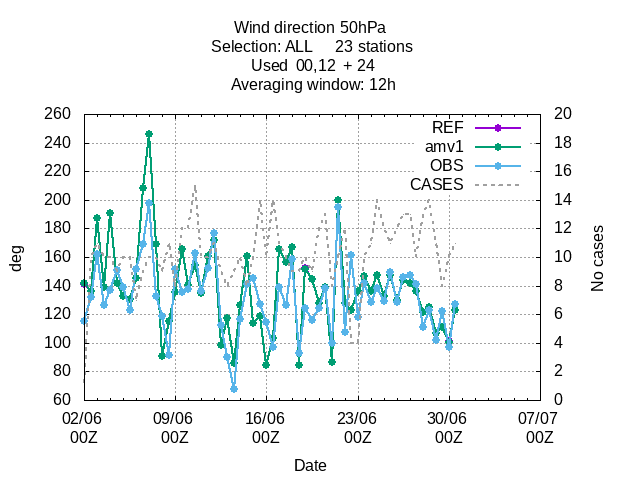 Wind direction 50hPa
Selection: ALL 23 stations
Used 00,12 + 24
Averaging window: 12h
260 20
240 18
220 16
200 14
180 12
160 10
140 8
120 6
100 4
80 2
60 0
REF
amv1
OBS
CASES
deg
No cases
02/06 09/06 16/06 23/06 30/06 07/07
00Z 00Z 00Z 00Z 00Z 00Z
Date